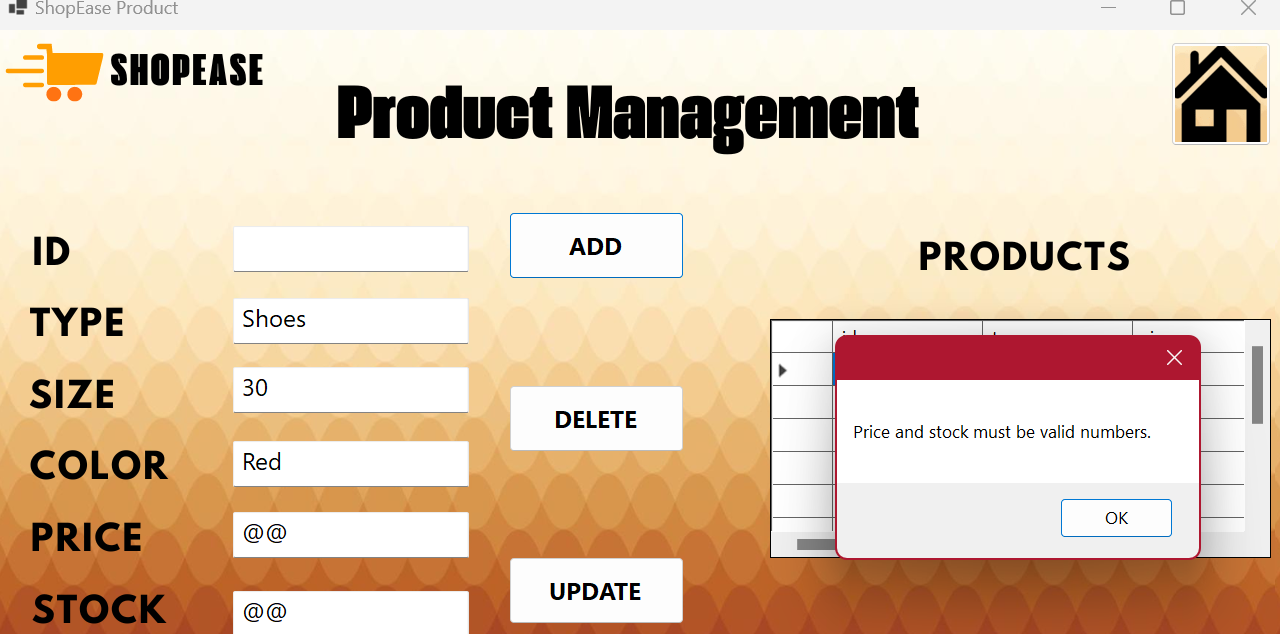 ShopEase Product
SHOPEASE
Product Management
ID
ADD
PRODUCTS
TYPE
Shoes
SIZE
30
DELETE
Price and stock must be valid numbers.
COLOR
Red
OK
PRICE
@@
UPDATE
STOCK
@@